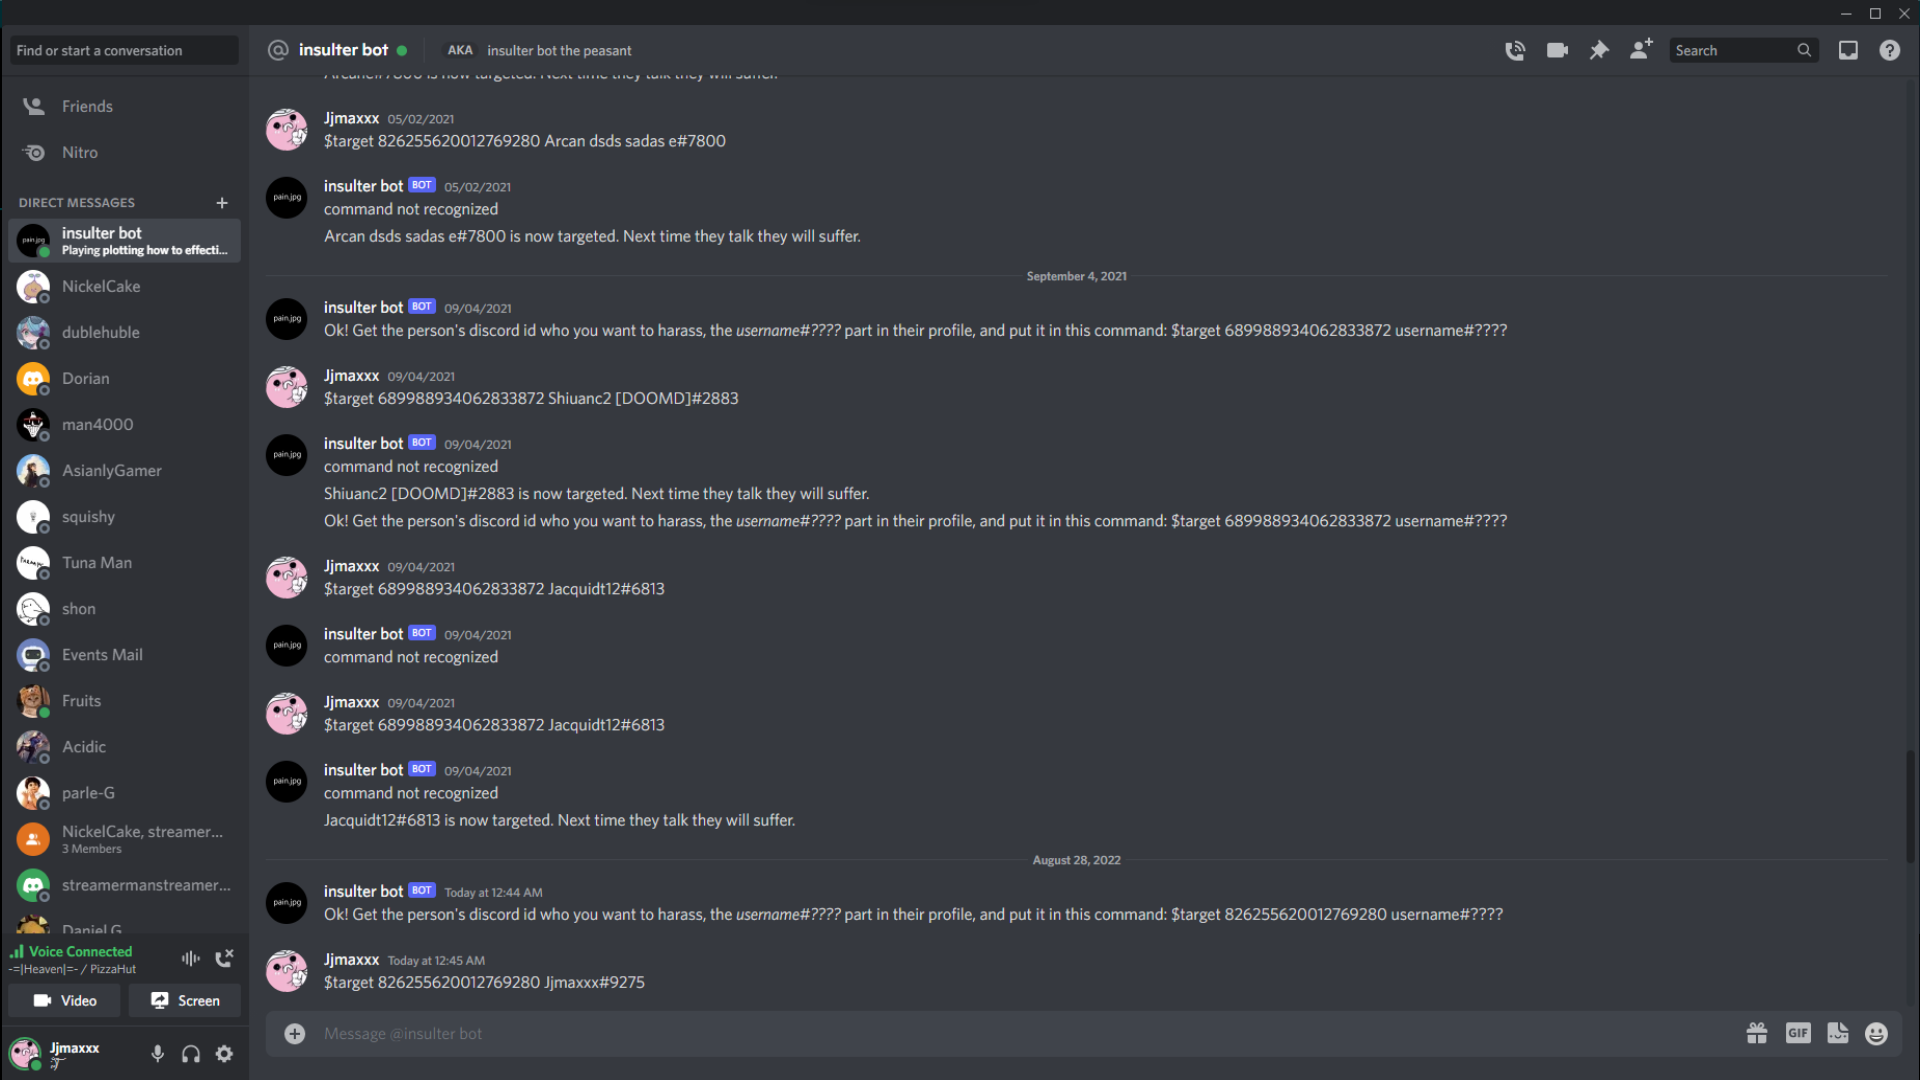 Find or start a conversation
insulter bot
AKA
insulter bot the peasant
Search
Friends
Nitro
DIRECT MESSAGES
insulter bot
Playing plotting how to effecti...
NickelCake
dublehuble
Dorian
man4000
AsianlyGamer
squishy
Tuna Man
shon
Events Mail
Fruits
Acidic
parle-G
NickelCake, streamer...
3 Members
streamermanstreamer...
Daniel G
Voice Connected
-=|Heaven|=- / PizzaHut
Video
Screen
Jjmaxxx
Arcane#7800 is now targeted. Next time they talk they will suffer.
Jjmaxxx 05/02/2021
$target 826255620012769280 Arcan dsds sadas e#7800
pain.jpg
insulter bot BOT 05/02/2021
command not recognized
Arcan dsds sadas e#7800 is now targeted. Next time they talk they will suffer.
September 4, 2021
pain.jpg
insulter bot BOT 09/04/2021
Ok! Get the person's discord id who you want to harass, the username#???? part in their profile, and put it in this command: $target 689988934062833872 username#????
Jjmaxxx 09/04/2021
$target 689988934062833872 Shiuanc2 [DOOMD]#2883
pain.jpg
insulter bot BOT 09/04/2021
command not recognized
Shiuanc2 [DOOMD]#2883 is now targeted. Next time they talk they will suffer.
Ok! Get the person's discord id who you want to harass, the username#???? part in their profile, and put it in this command: $target 689988934062833872 username#????
Jjmaxxx 09/04/2021
$target 689988934062833872 Jacquidt12#6813
pain.jpg
insulter bot BOT 09/04/2021
command not recognized
Jjmaxxx 09/04/2021
$target 689988934062833872 Jacquidt12#6813
pain.jpg
insulter bot BOT 09/04/2021
command not recognized
Jacquidt12#6813 is now targeted. Next time they talk they will suffer.
August 28, 2022
pain.jpg
insulter bot BOT Today at 12:44 AM
Ok! Get the person's discord id who you want to harass, the username#???? part in their profile, and put it in this command: $target 826255620012769280 username#????
Jjmaxxx Today at 12:45 AM
$target 826255620012769280 Jjmaxxx#9275
Message @insulter bot
GIF